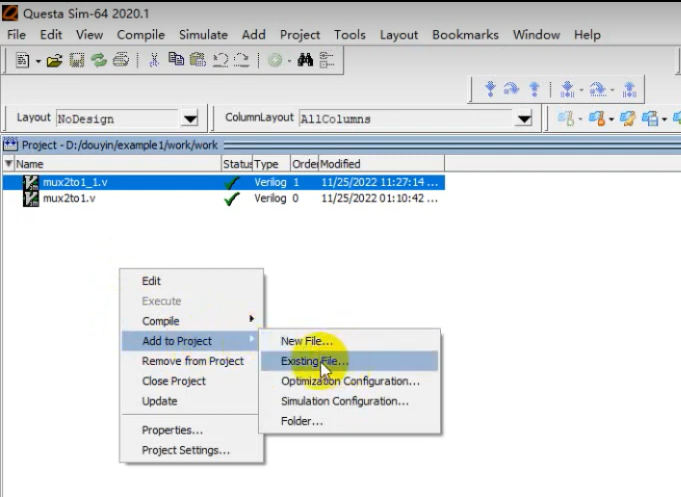 Questa Sim-64 2020.1
File Edit View Compile Simulate Add Project Tools Layout Bookmarks Window Help
Layout NoDesign ColumnLayout AllColumns
Project - D:/douyin/example1/work/work
Name Status Type Order Modified
mux2to1_1.v Verilog 1 11/25/2022 11:27:14 ...
mux2to1.v Verilog 0 11/25/2022 01:10:42 ...
Edit
Execute
Compile
Add to Project
New File...
Remove from Project
Existing File...
Close Project
Optimization Configuration...
Update
Simulation Configuration...
Folder...
Properties...
Project Settings...